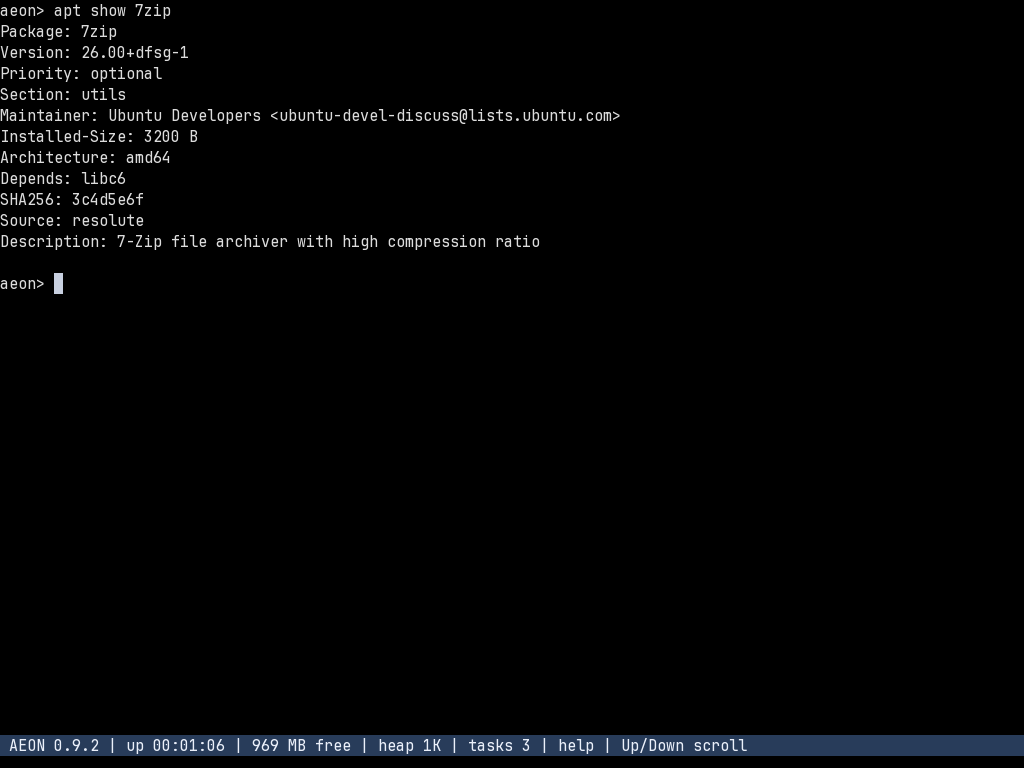 aeon> apt show 7zip
Package: 7zip
Version: 26.00+dfsg-1
Priority: optional
Section: utils
Maintainer: Ubuntu Developers <ubuntu-devel-discuss@lists.ubuntu.com>
Installed-Size: 3200 B
Architecture: amd64
Depends: libc6
SHA256: 3c4d5e6f
Source: resolute
Description: 7-Zip file archiver with high compression ratio
aeon>
AEON 0.9.2 | up 00:01:06 | 969 MB free | heap 1K | tasks 3 | help | Up/Down scroll